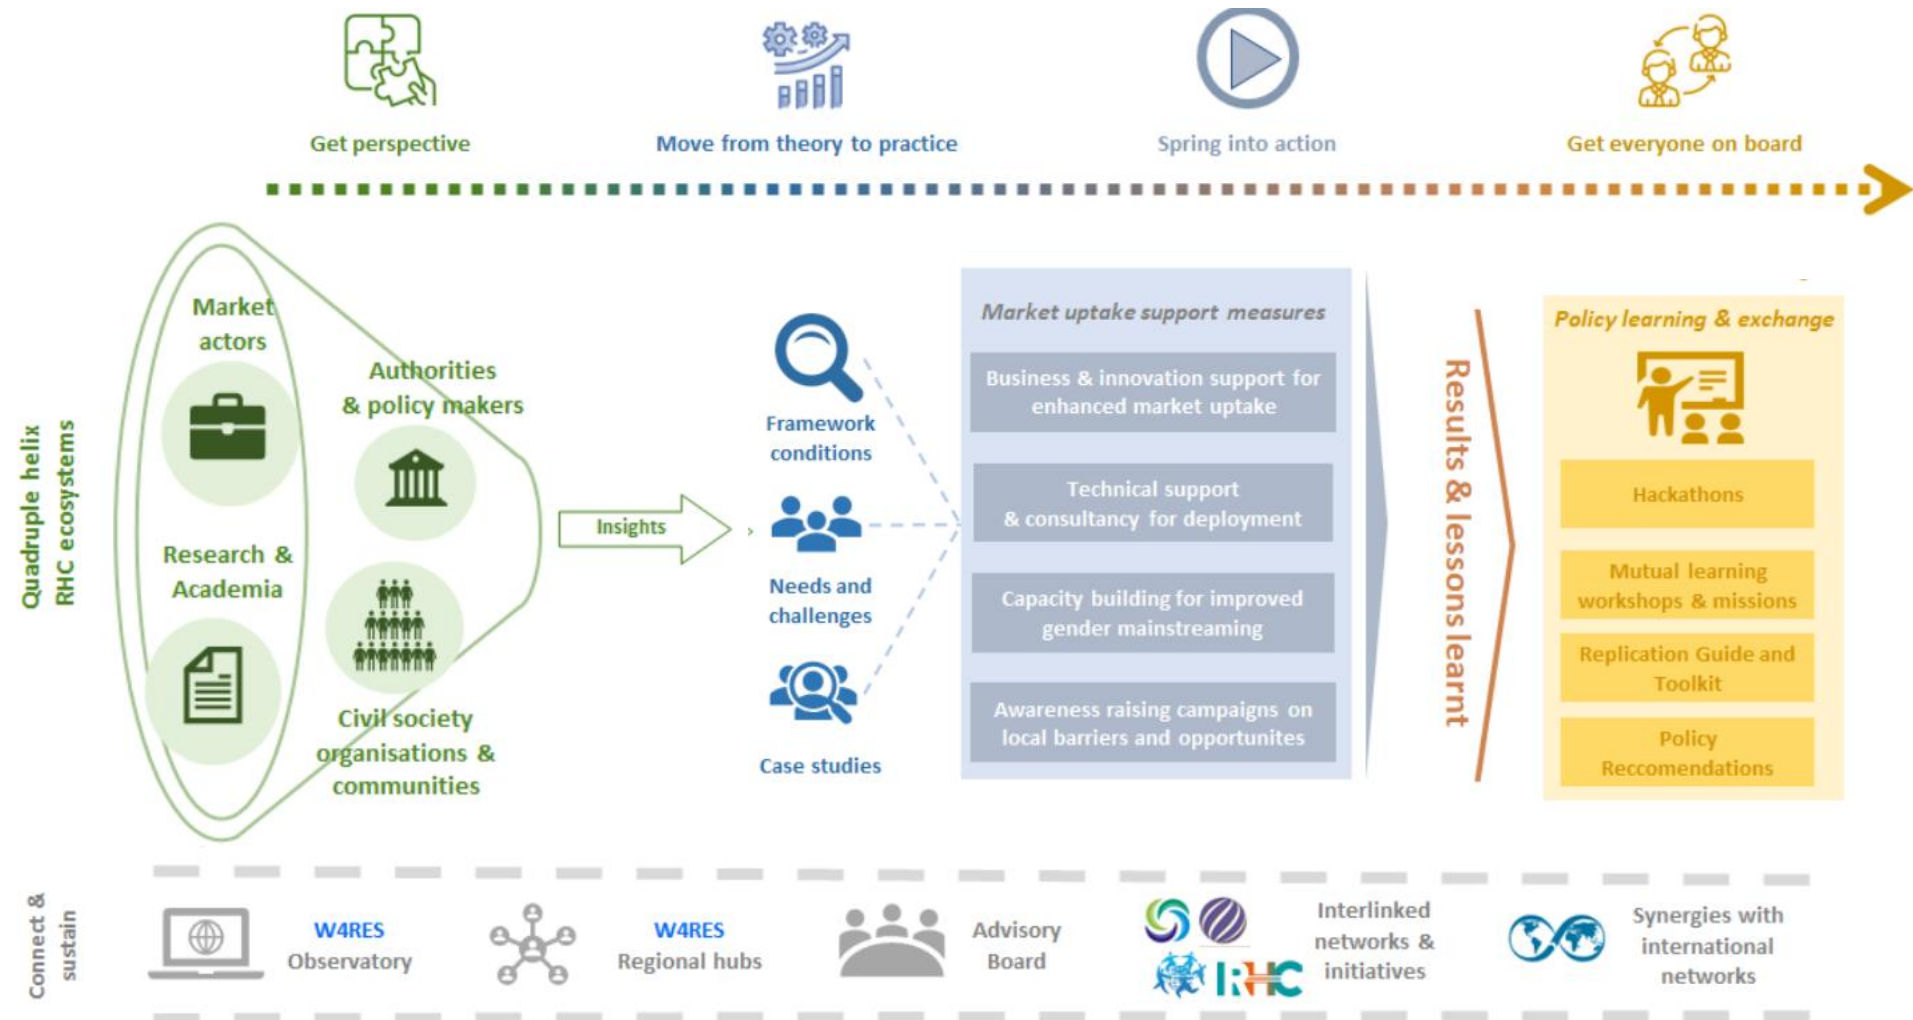 Get perspective
Move from theory to practice
Spring into action
Get everyone on board
Quadruple helix
RHC ecosystems
Market
actors
Authorities
& policy makers
Research &
Academia
Civil society
organisations &
communities
Insights
Framework
conditions
Needs and
challenges
Case studies
Market uptake support measures
Business & innovation support for
enhanced market uptake
Technical support
& consultancy for deployment
Capacity building for improved
gender mainstreaming
Awareness raising campaigns on
local barriers and opportunites
Results & lessons learnt
Policy learning & exchange
Hackathons
Mutual learning
workshops & missions
Replication Guide and
Toolkit
Policy
Reccomendations
Connect &
sustain
W4RES
Observatory
W4RES
Regional hubs
Advisory
Board
RHC
Interlinked
networks &
initiatives
Synergies with
international
networks